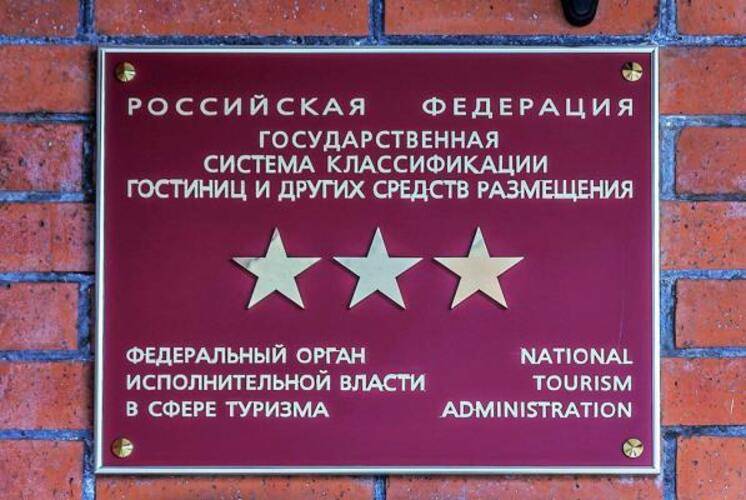 РОССИЙСКАЯ ФЕДЕРАЦИЯ
ГОСУДАРСТВЕННАЯ
СИСТЕМА КЛАССИФИКАЦИИ
ГОСТИНИЦ И ДРУГИХ СРЕДСТВ РАЗМЕЩЕНИЯ
ФЕДЕРАЛЬНЫЙ ОРГАН
ИСПОЛНИТЕЛЬНОЙ ВЛАСТИ
В СФЕРЕ ТУРИЗМА
NATIONAL
TOURISM
ADMINISTRATION